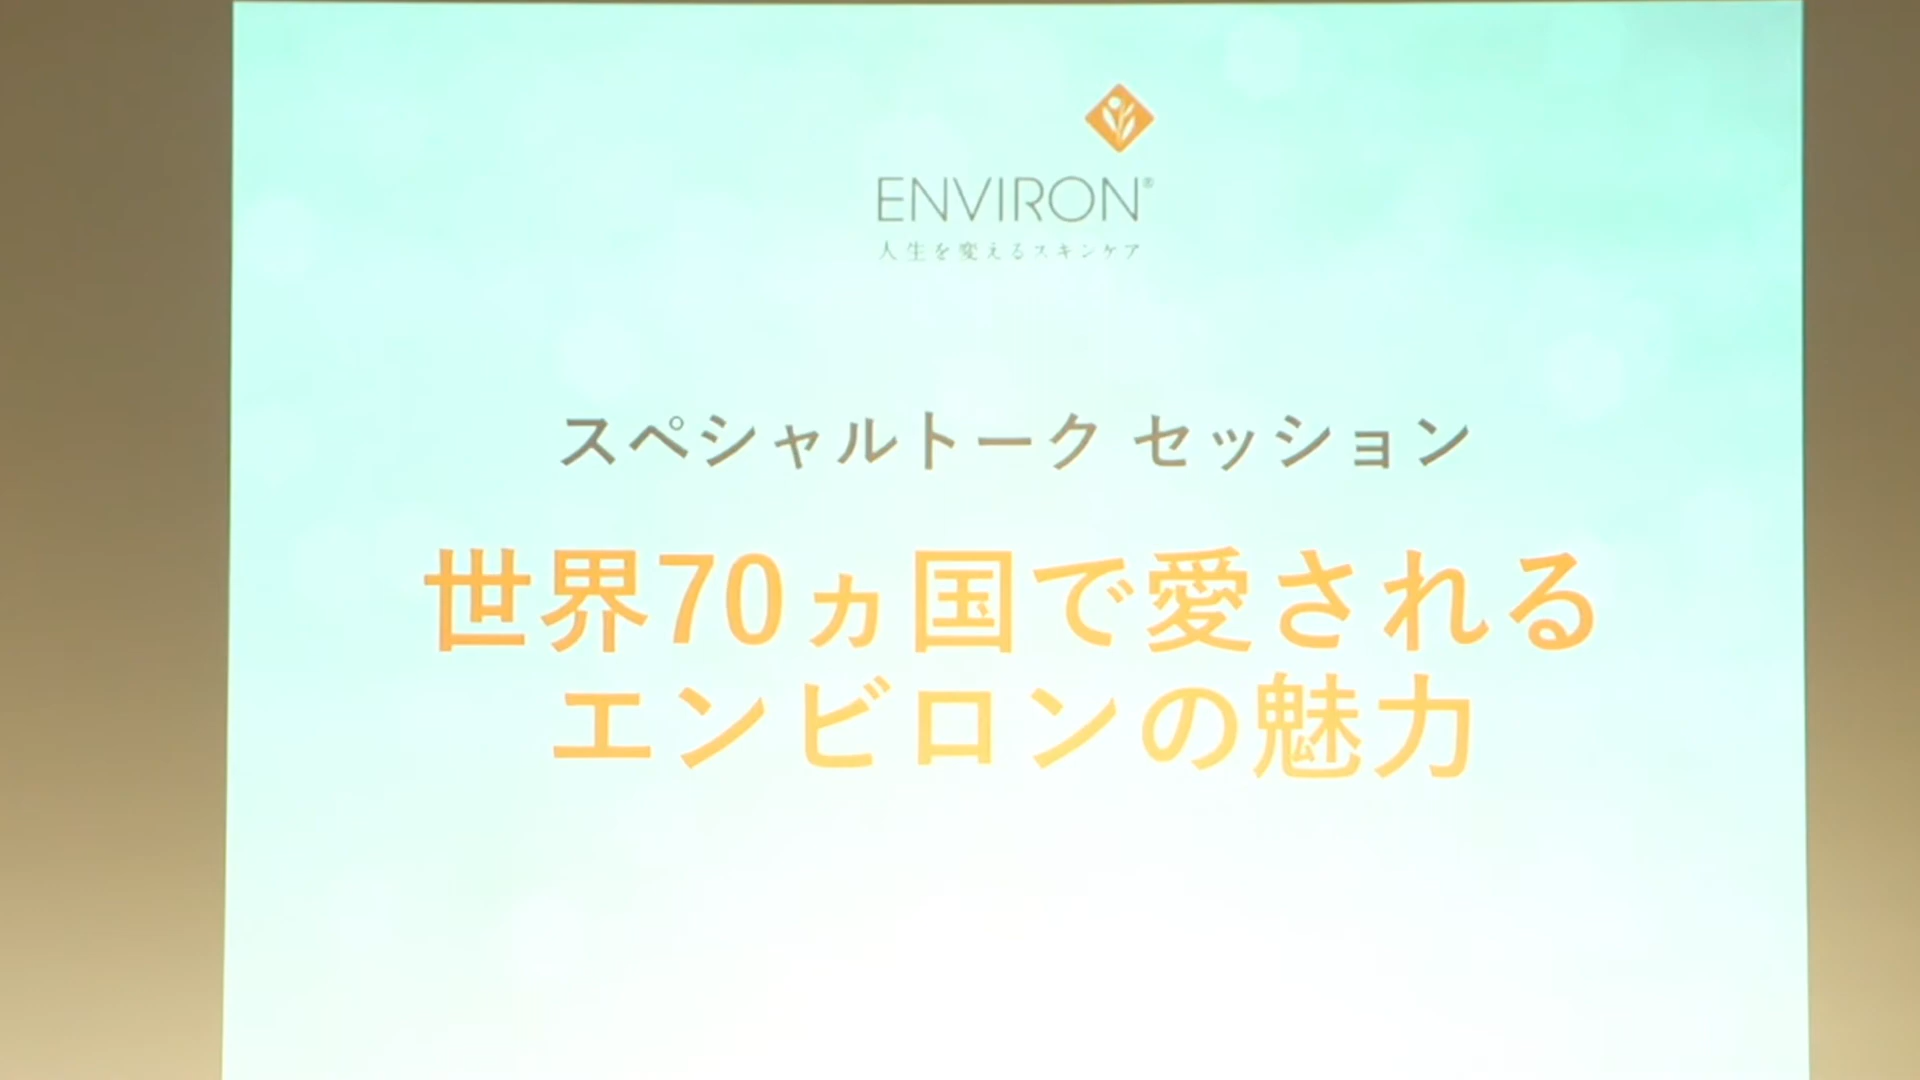 ENVIRON®
人生を変えるスキンケア
スペシャルトーク セッション
世界70ヵ国で愛される
エンビロンの魅力